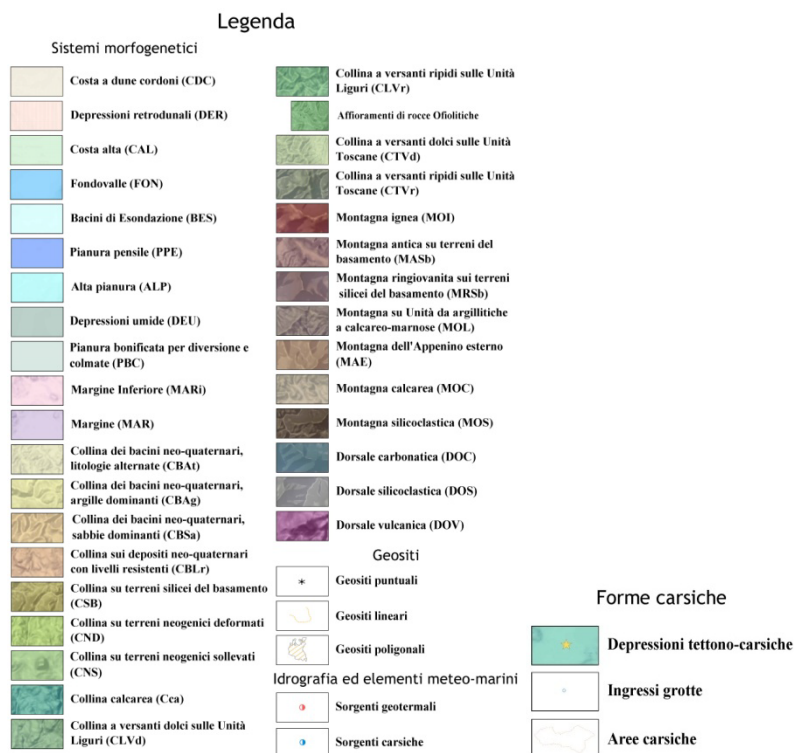 Legenda
Sistemi morfogenetici
Costa a dune cordoni (CDC)
Depressioni retrodunali (DER)
Costa alta (CAL)
Fondovalle (FON)
Bacini di Esondazione (BES)
Pianura pensile (PPE)
Alta pianura (ALP)
Depressioni umide (DEU)
Pianura bonificata per diversione e
colmate (PBC)
Margine Inferiore (MARi)
Margine (MAR)
Collina dei bacini neo-quaternari,
litologie alternate (CBAt)
Collina dei bacini neo-quaternari,
argille dominanti (CBAg)
Collina dei bacini neo-quaternari,
sabbie dominanti (CBSa)
Collina sui depositi neo-quaternari
con livelli resistenti (CBLr)
Collina su terreni silicei del basamento
(CSB)
Collina su terreni neogenici deformati
(CND)
Collina su terreni neogenici sollevati
(CNS)
Collina calcarea (Cca)
Collina a versanti dolci sulle Unità
Liguri (CLVd)
Collina a versanti ripidi sulle Unità
Liguri (CLVr)
Affioramenti di rocce Ofiolitiche
Collina a versanti dolci sulle Unità
Toscane (CTVd)
Collina a versanti ripidi sulle Unità
Toscane (CTVr)
Montagna ignea (MOI)
Montagna antica su terreni del
basamento (MASb)
Montagna ringiovanita sui terreni
silicei del basamento (MRSb)
Montagna su Unità da argillitiche
a calcareo-marnose (MOL)
Montagna dell'Appenino esterno
(MAE)
Montagna calcarea (MOC)
Montagna silicoclastica (MOS)
Dorsale carbonatica (DOC)
Dorsale silicoclastica (DOS)
Dorsale vulcanica (DOV)
Geositi
Geositi puntuali
Geositi lineari
Geositi poligonali
Idrografia ed elementi meteo-marini
Sorgenti geotermali
Sorgenti carsiche
Forme carsiche
Depressioni tettono-carsiche
Ingressi grotte
Aree carsiche